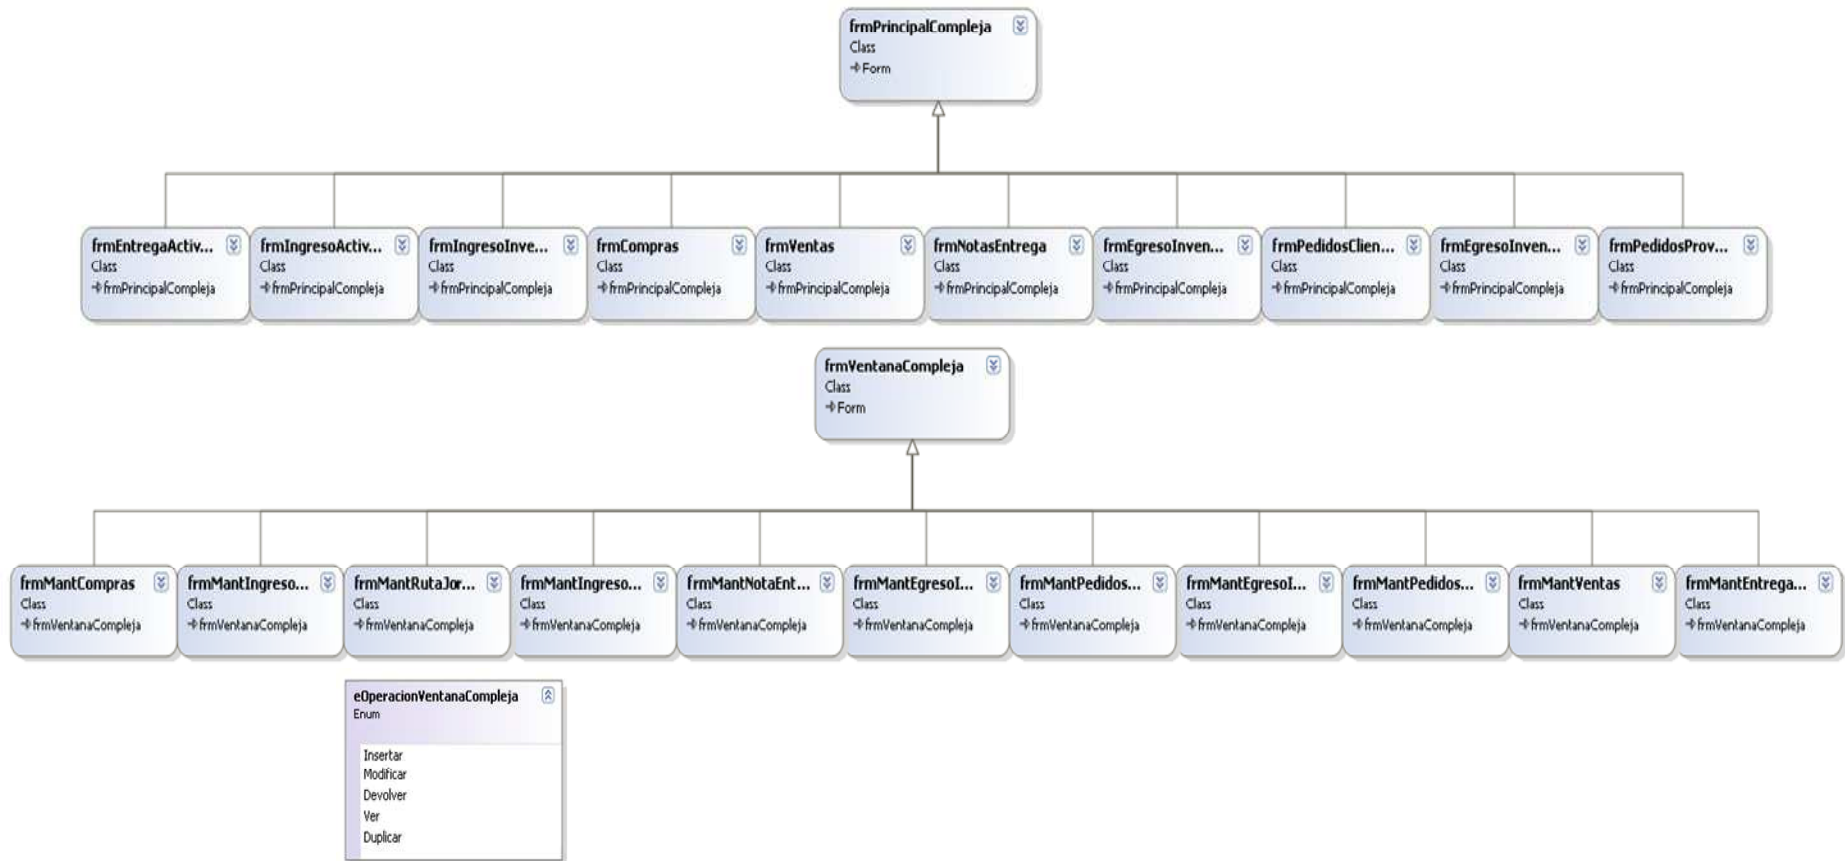 frmPrincipalCompleja
Class
Form
frmEntregaActiv...
Class
frmPrincipalCompleja
frmIngresoActiv...
Class
frmPrincipalCompleja
frmIngresoInve...
Class
frmPrincipalCompleja
frmCompras
Class
frmPrincipalCompleja
frmVentas
Class
frmPrincipalCompleja
frmNotasEntrega
Class
frmPrincipalCompleja
frmEgresoInven...
Class
frmPrincipalCompleja
frmPedidosClien...
Class
frmPrincipalCompleja
frmEgresoInven...
Class
frmPrincipalCompleja
frmPedidosProv...
Class
frmPrincipalCompleja
frmVentanaCompleja
Class
Form
frmMantCompras
Class
frmVentanaCompleja
frmMantIngreso...
Class
frmVentanaCompleja
frmMantRutaJor...
Class
frmVentanaCompleja
frmMantIngreso...
Class
frmVentanaCompleja
frmMantNotaEnt...
Class
frmVentanaCompleja
frmMantEgresoI...
Class
frmVentanaCompleja
frmMantPedidos...
Class
frmVentanaCompleja
frmMantEgresoI...
Class
frmVentanaCompleja
frmMantPedidos...
Class
frmVentanaCompleja
frmMantVentas
Class
frmVentanaCompleja
frmMantEntrega...
Class
frmVentanaCompleja
eOperacionVentanaCompleja
Enum
Insertar
Modificar
Devolver
Ver
Duplicar